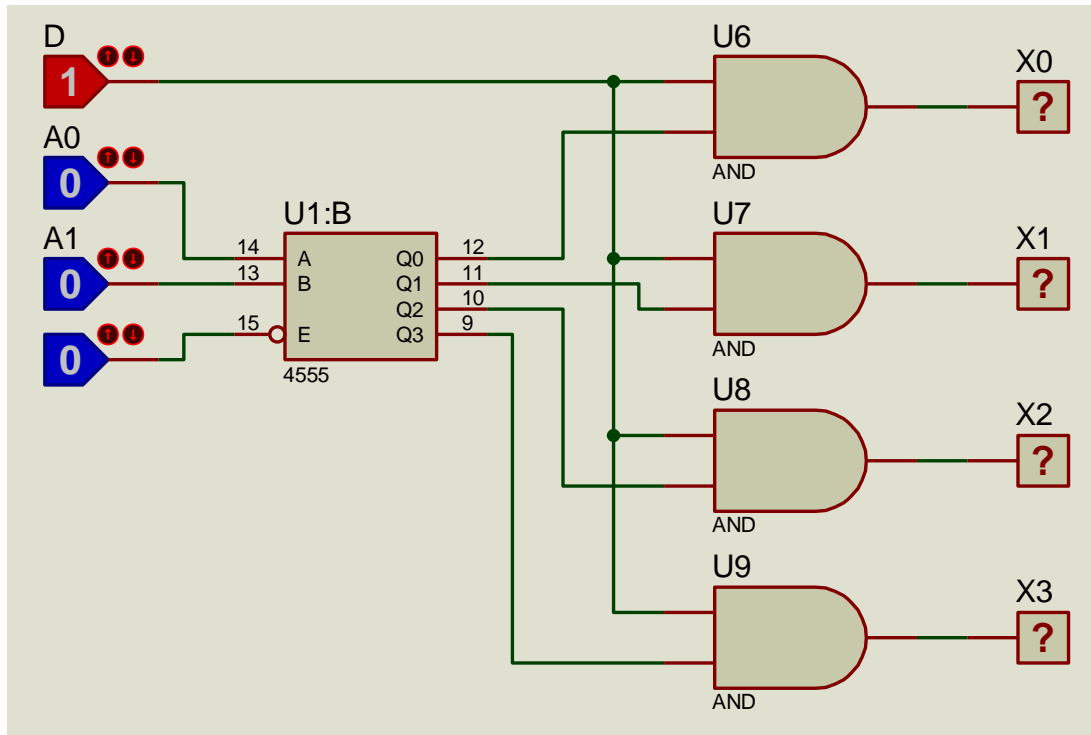 D
1
A0
0
A1
0
0
U1:B
14 A Q0 12
13 B Q1 11
Q2 10
15 E Q3 9
4555
U6
AND
X0
?
U7
AND
X1
?
U8
AND
X2
?
U9
AND
X3
?